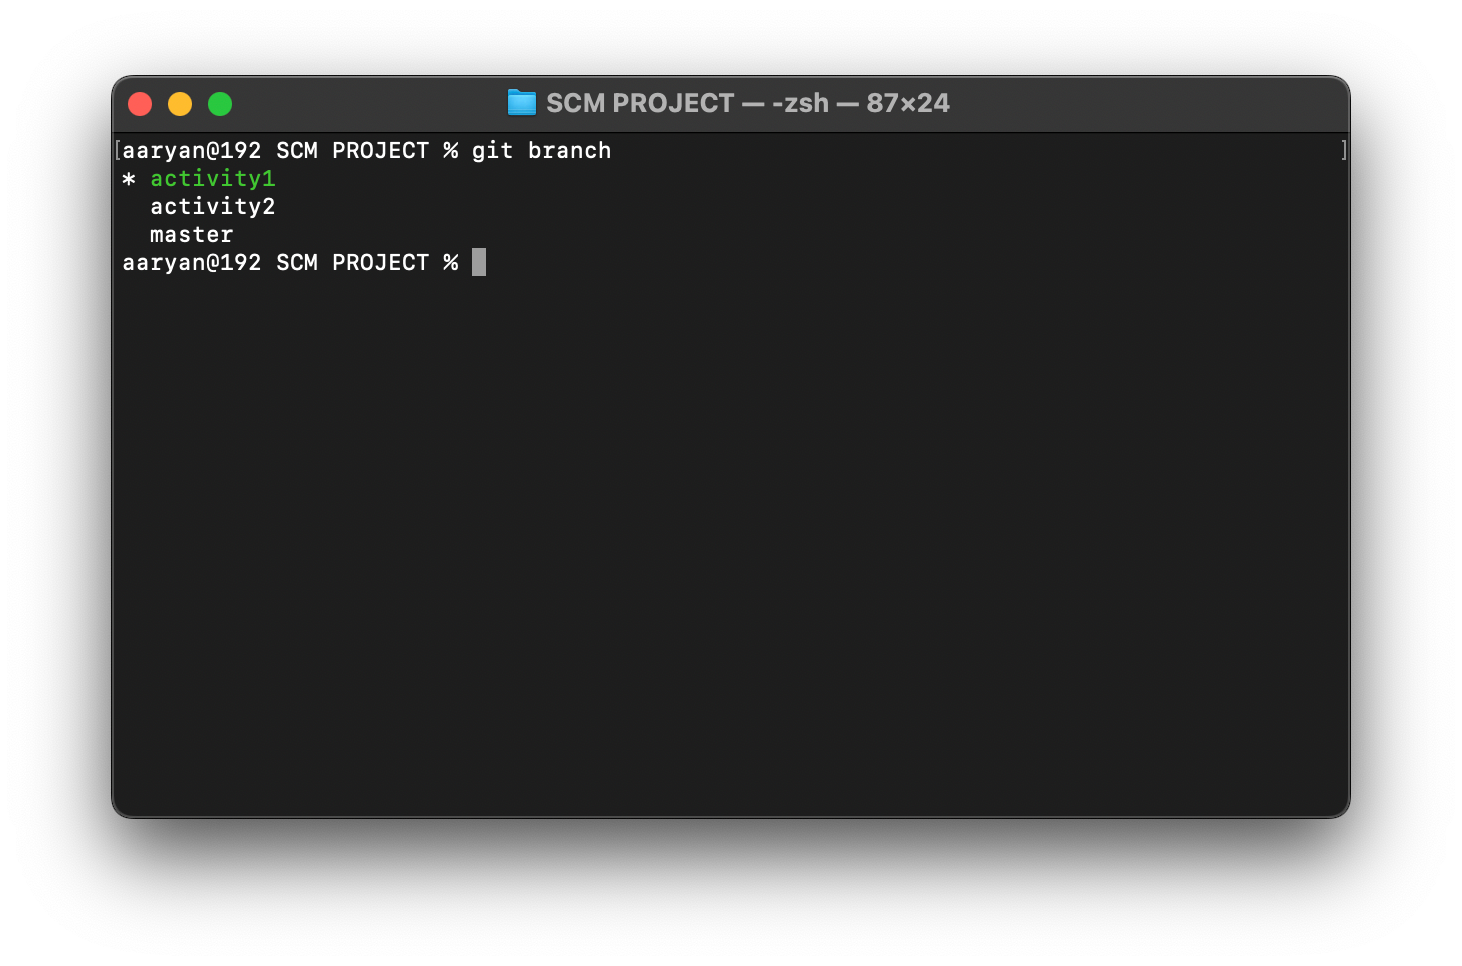 SCM PROJECT — -zsh — 87×24
[aaryan@192 SCM PROJECT % git branch ]
* activity1
  activity2
  master
aaryan@192 SCM PROJECT %